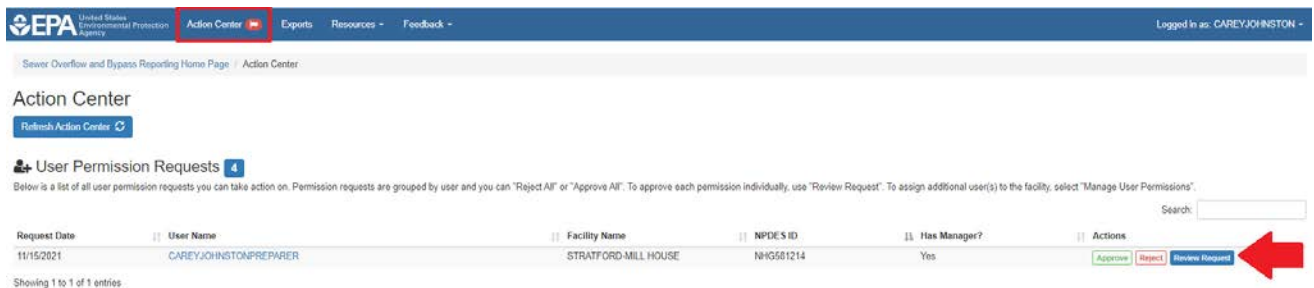 EPA United States Environmental Protection Agency Action Center Exports Resources Feedback Logged in as: CAREYJOHNSTON
Sewer Overflow and Bypass Reporting Home Page / Action Center
Action Center
Refresh Action Center
User Permission Requests 4
Below is a list of all user permission requests you can take action on. Permission requests are grouped by user and you can "Reject All" or "Approve All". To approve each permission individually, use "Review Request". To assign additional user(s) to the facility, select "Manage User Permissions".
Search:
Request Date User Name Facility Name NPDES ID Has Manager? Actions
11/15/2021 CAREYJOHNSTONPREPARER STRATFORD-MILL HOUSE NHG581214 Yes Approve Reject Review Request
Showing 1 to 1 of 1 entries